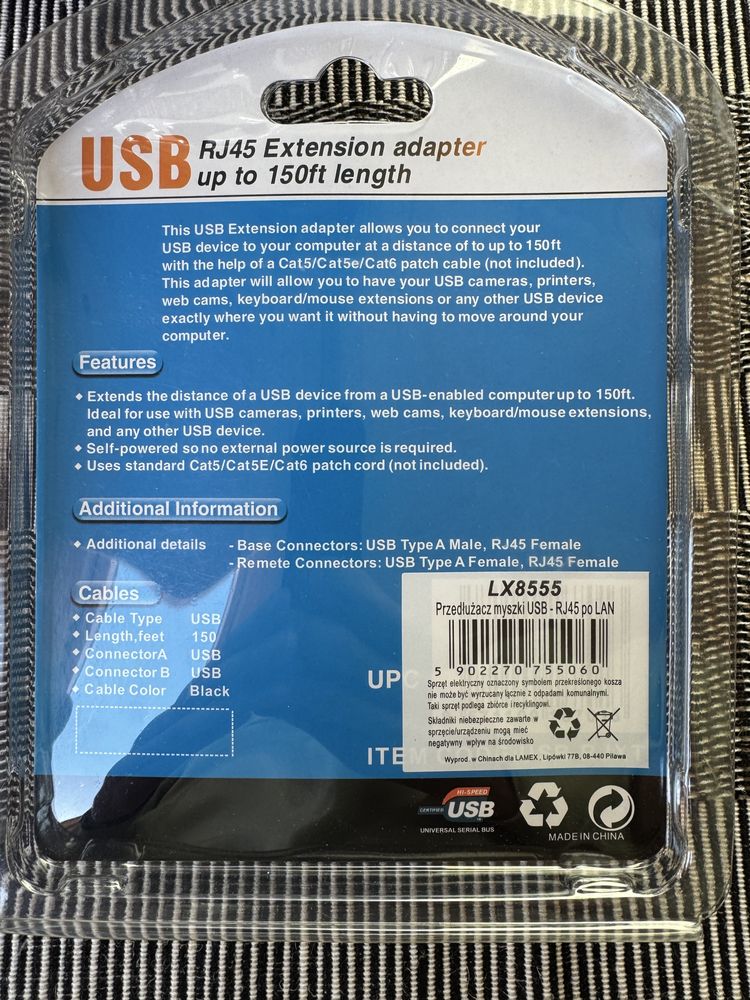 USB RJ45 Extension adapter
up to 150ft length
This USB Extension adapter allows you to connect your
USB device to your computer at a distance of to up to 150ft
with the help of a Cat5/Cat5e/Cat6 patch cable (not included).
This adapter will allow you to have your USB cameras, printers,
web cams, keyboard/mouse extensions or any other USB device
exactly where you want it without having to move around your
computer.
Features
Extends the distance of a USB device from a USB-enabled computer up to 150ft.
Ideal for use with USB cameras, printers, web cams, keyboard/mouse extensions,
and any other USB device.
Self-powered so no external power source is required.
Uses standard Cat5/Cat5E/Cat6 patch cord (not included).
Additional Information
Additional details - Base Connectors: USB Type A Male, RJ45 Female
- Remete Connectors: USB Type A Female, RJ45 Female
Cables
Cable Type USB
Length,feet 150
Connector A USB
Connector B USB
Cable Color Black
UPC
ITEM
LX8555
Przedłużacz myszki USB - RJ45 po LAN
5 902270 755060
Sprzęt elektryczny oznaczony symbolem przekreślonego kosza
nie może być wyrzucany łącznie z odpadami komunalnymi.
Taki sprzęt podlega zbiórce i recyklingowi.
Składniki niebezpieczne zawarte w
sprzęcie/urządzeniu mogą mieć
negatywny wpływ na środowisko
Wyprod. w Chinach dla LAMEX, Lipówki 77B, 08-440 Pilawa
HI-SPEED
CERTIFIED USB
UNIVERSAL SERIAL BUS
MADE IN CHINA